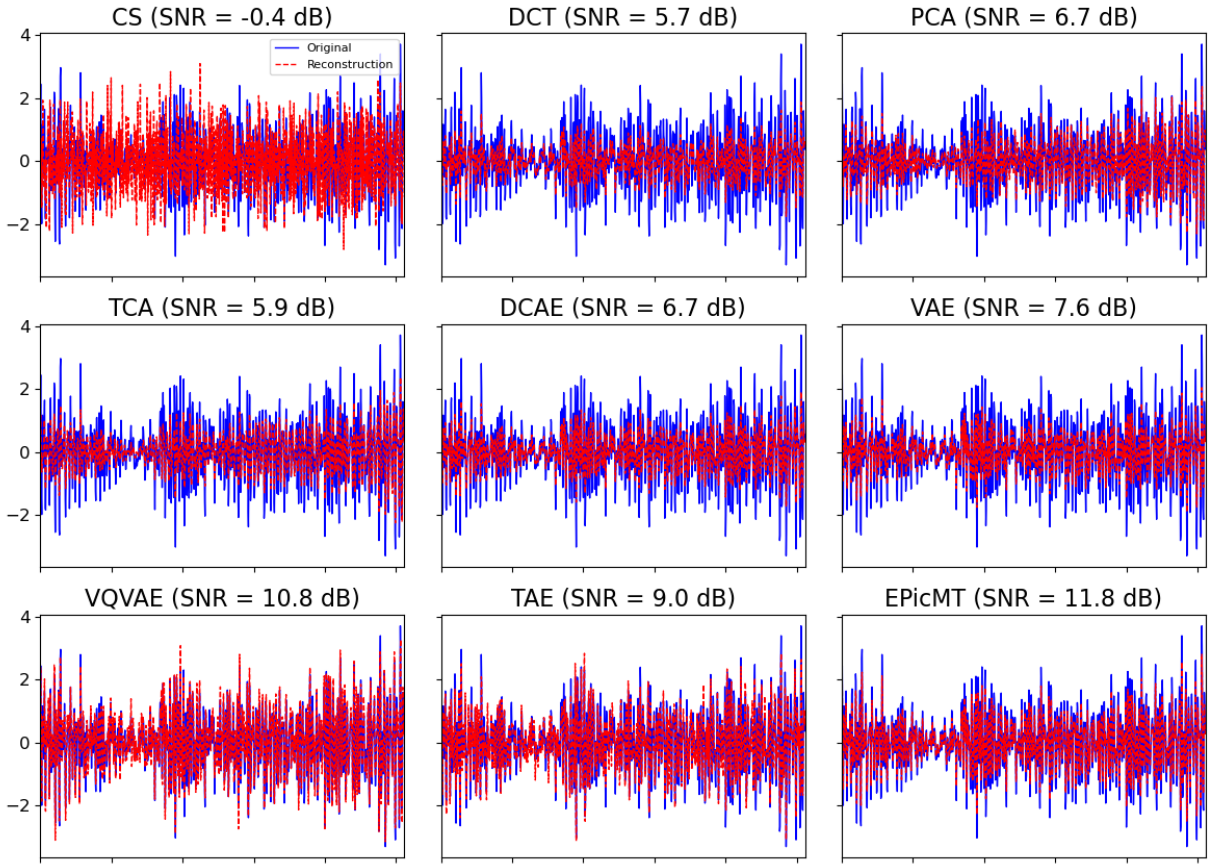 CS (SNR = -0.4 dB)
DCT (SNR = 5.7 dB)
PCA (SNR = 6.7 dB)
4
2
0
−2
Original
Reconstruction
TCA (SNR = 5.9 dB)
DCAE (SNR = 6.7 dB)
VAE (SNR = 7.6 dB)
4
2
0
−2
VQVAE (SNR = 10.8 dB)
TAE (SNR = 9.0 dB)
EPicMT (SNR = 11.8 dB)
4
2
0
−2